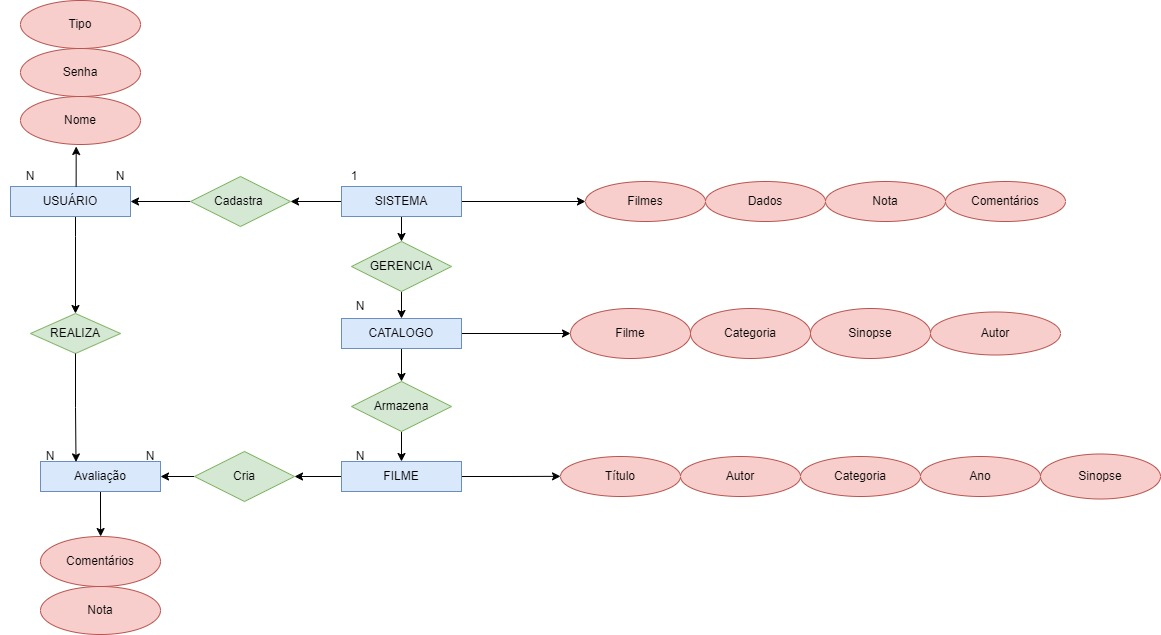 Tipo
Senha
Nome
N
N
1
USUÁRIO
Cadastra
SISTEMA
Filmes
Dados
Nota
Comentários
GERENCIA
N
REALIZA
CATALOGO
Filme
Categoria
Sinopse
Autor
Armazena
N
N
N
Avaliação
Cria
FILME
Título
Autor
Categoria
Ano
Sinopse
Comentários
Nota